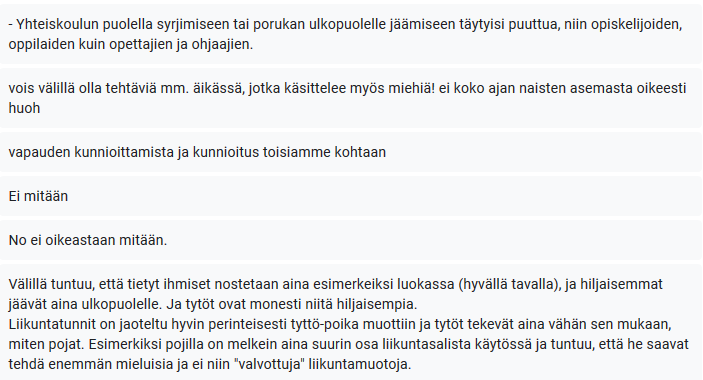 - Yhteiskoulun puolella syrjimiseen tai porukan ulkopuolelle jäämiseen täytyisi puuttua, niin opiskelijoiden,
oppilaiden kuin opettajien ja ohjaajien.
vois välillä olla tehtäviä mm. äikässä, jotka käsittelee myös miehiä! ei koko ajan naisten asemasta oikeesti
huoh
vapauden kunnioittamista ja kunnioitus toisiamme kohtaan
Ei mitään
No ei oikeastaan mitään.
Välillä tuntuu, että tietyt ihmiset nostetaan aina esimerkeiksi luokassa (hyvällä tavalla), ja hiljaisemmat
jäävät aina ulkopuolelle. Ja tytöt ovat monesti niitä hiljaisempia.
Liikuntatunnit on jaoteltu hyvin perinteisesti tyttö-poika muottiin ja tytöt tekevät aina vähän sen mukaan,
miten pojat. Esimerkiksi pojilla on melkein aina suurin osa liikuntasalista käytössä ja tuntuu, että he saavat
tehdä enemmän mieluisia ja ei niin "valvottuja" liikuntamuotoja.